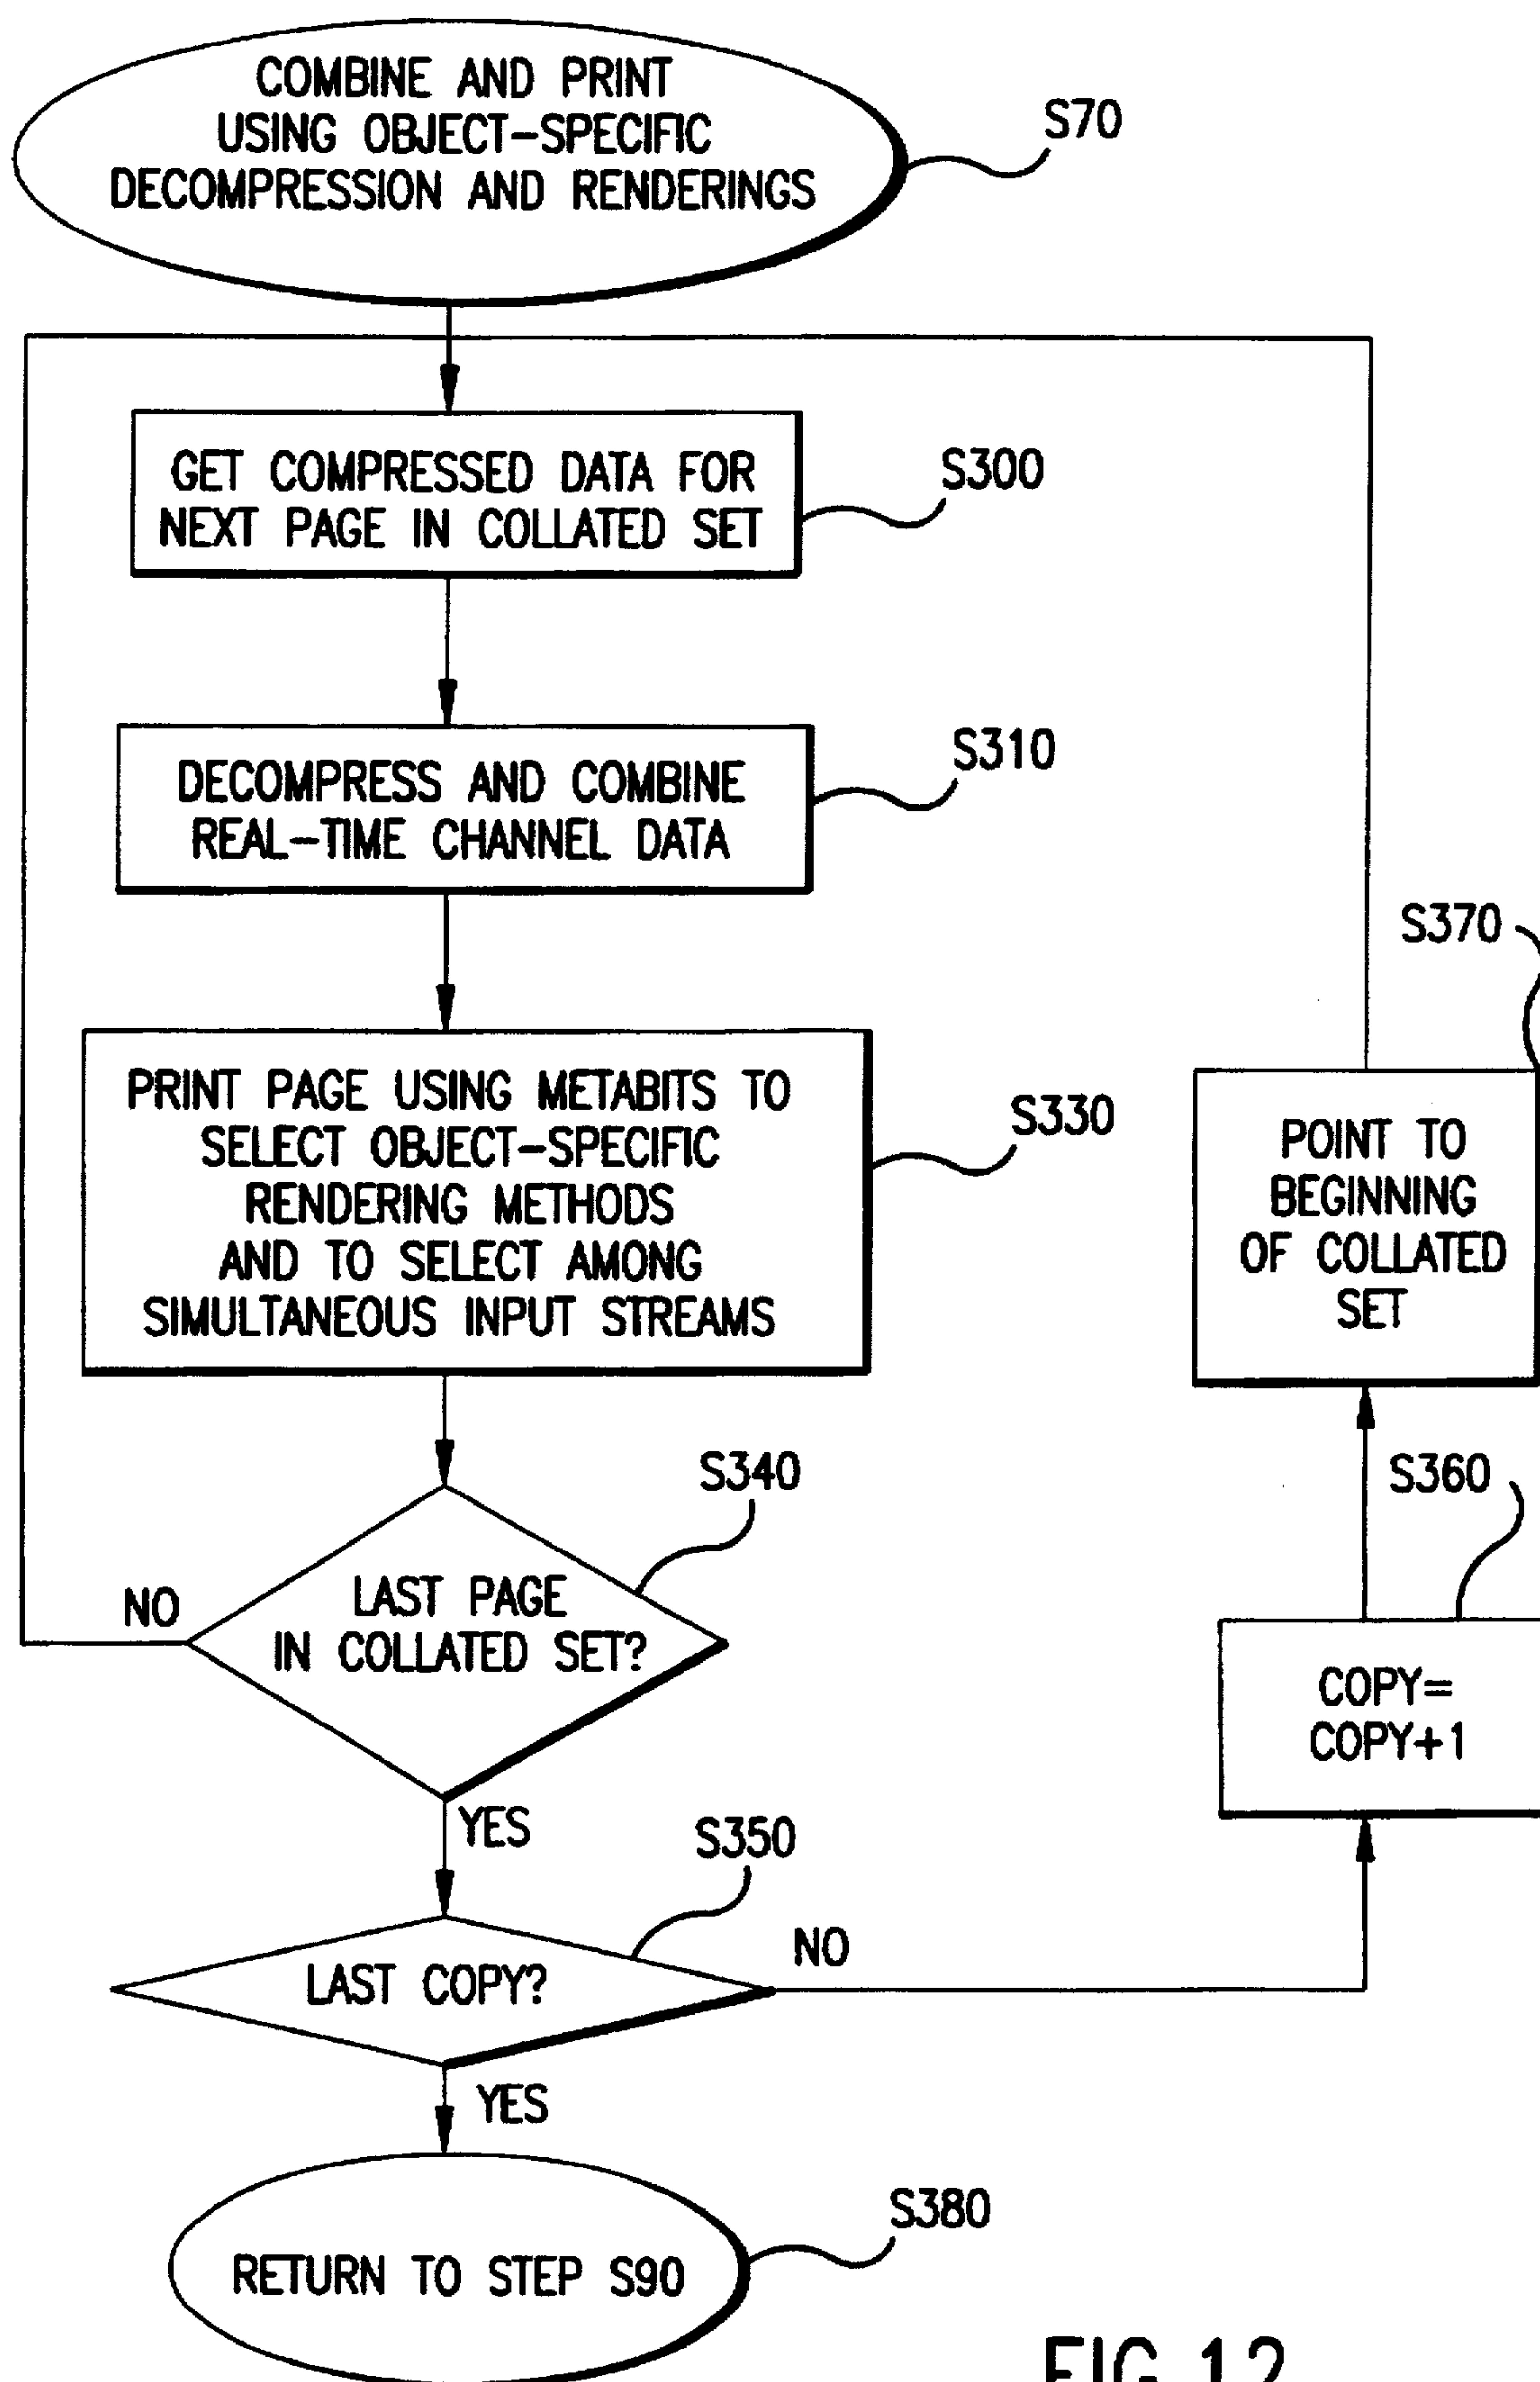 COMBINE AND PRINT
USING OBJECT-SPECIFIC
DECOMPRESSION AND RENDERINGS
S70
GET COMPRESSED DATA FOR
NEXT PAGE IN COLLATED SET
S300
DECOMPRESS AND COMBINE
REAL-TIME CHANNEL DATA
S310
PRINT PAGE USING METABITS TO
SELECT OBJECT-SPECIFIC
RENDERING METHODS
AND TO SELECT AMONG
SIMULTANEOUS INPUT STREAMS
S330
S370
POINT TO
BEGINNING
OF COLLATED
SET
S340
LAST PAGE
IN COLLATED SET?
NO
YES
S360
COPY=
COPY+1
S350
LAST COPY?
NO
YES
RETURN TO STEP S90
S380
FIG.12